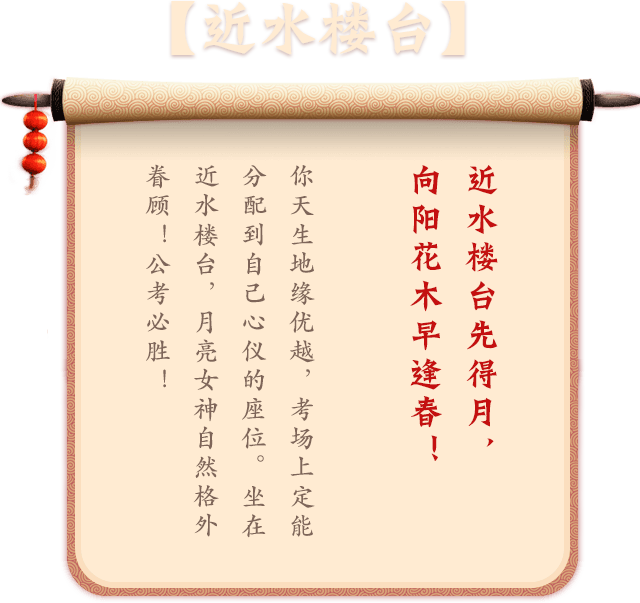 【近水楼台】
近水楼台先得月，
向阳花木早逢春！
你天生地缘优越，考场上定能
分配到自己心仪的座位。坐在
近水楼台，月亮女神自然格外
眷顾！公考必胜！